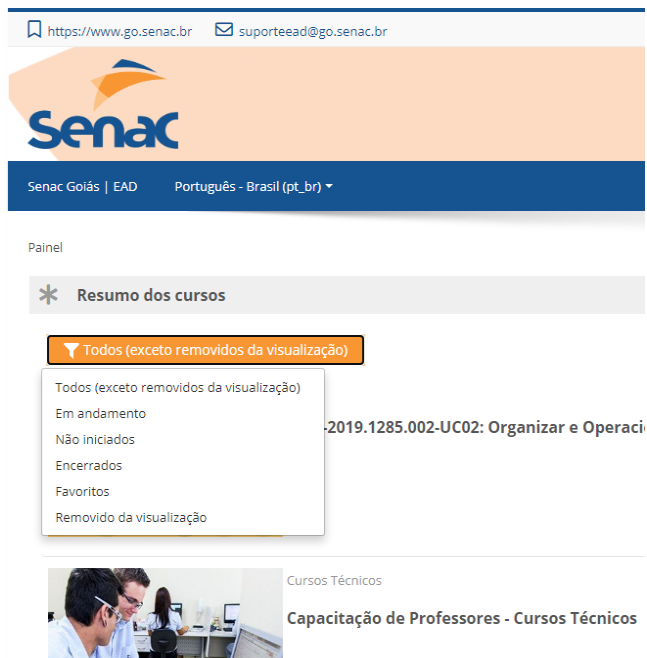 https://www.go.senac.br suporteead@go.senac.br
Senac
Senac Goiás | EAD Português - Brasil (pt_br)
Painel
Resumo dos cursos
Todos (exceto removidos da visualização)
Todos (exceto removidos da visualização)
Em andamento
-2019.1285.002-UC02: Organizar e Operaci
Não iniciados
Encerrados
Favoritos
Removido da visualização
Cursos Técnicos
Capacitação de Professores - Cursos Técnicos